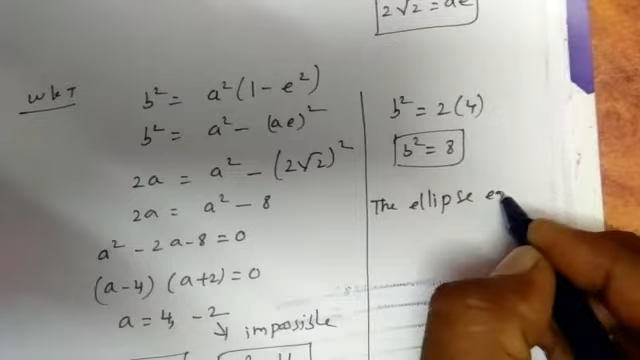 2√2 = ae
WKT
b² = a²(1 - e²)
b² = a² - (ae)²
2a = a² - (2√2)²
2a = a² - 8
a² - 2a - 8 = 0
(a-4) (a+2) = 0
a = 4, -2
↳ impossible
b² = 2(4)
b² = 8
The ellipse eq